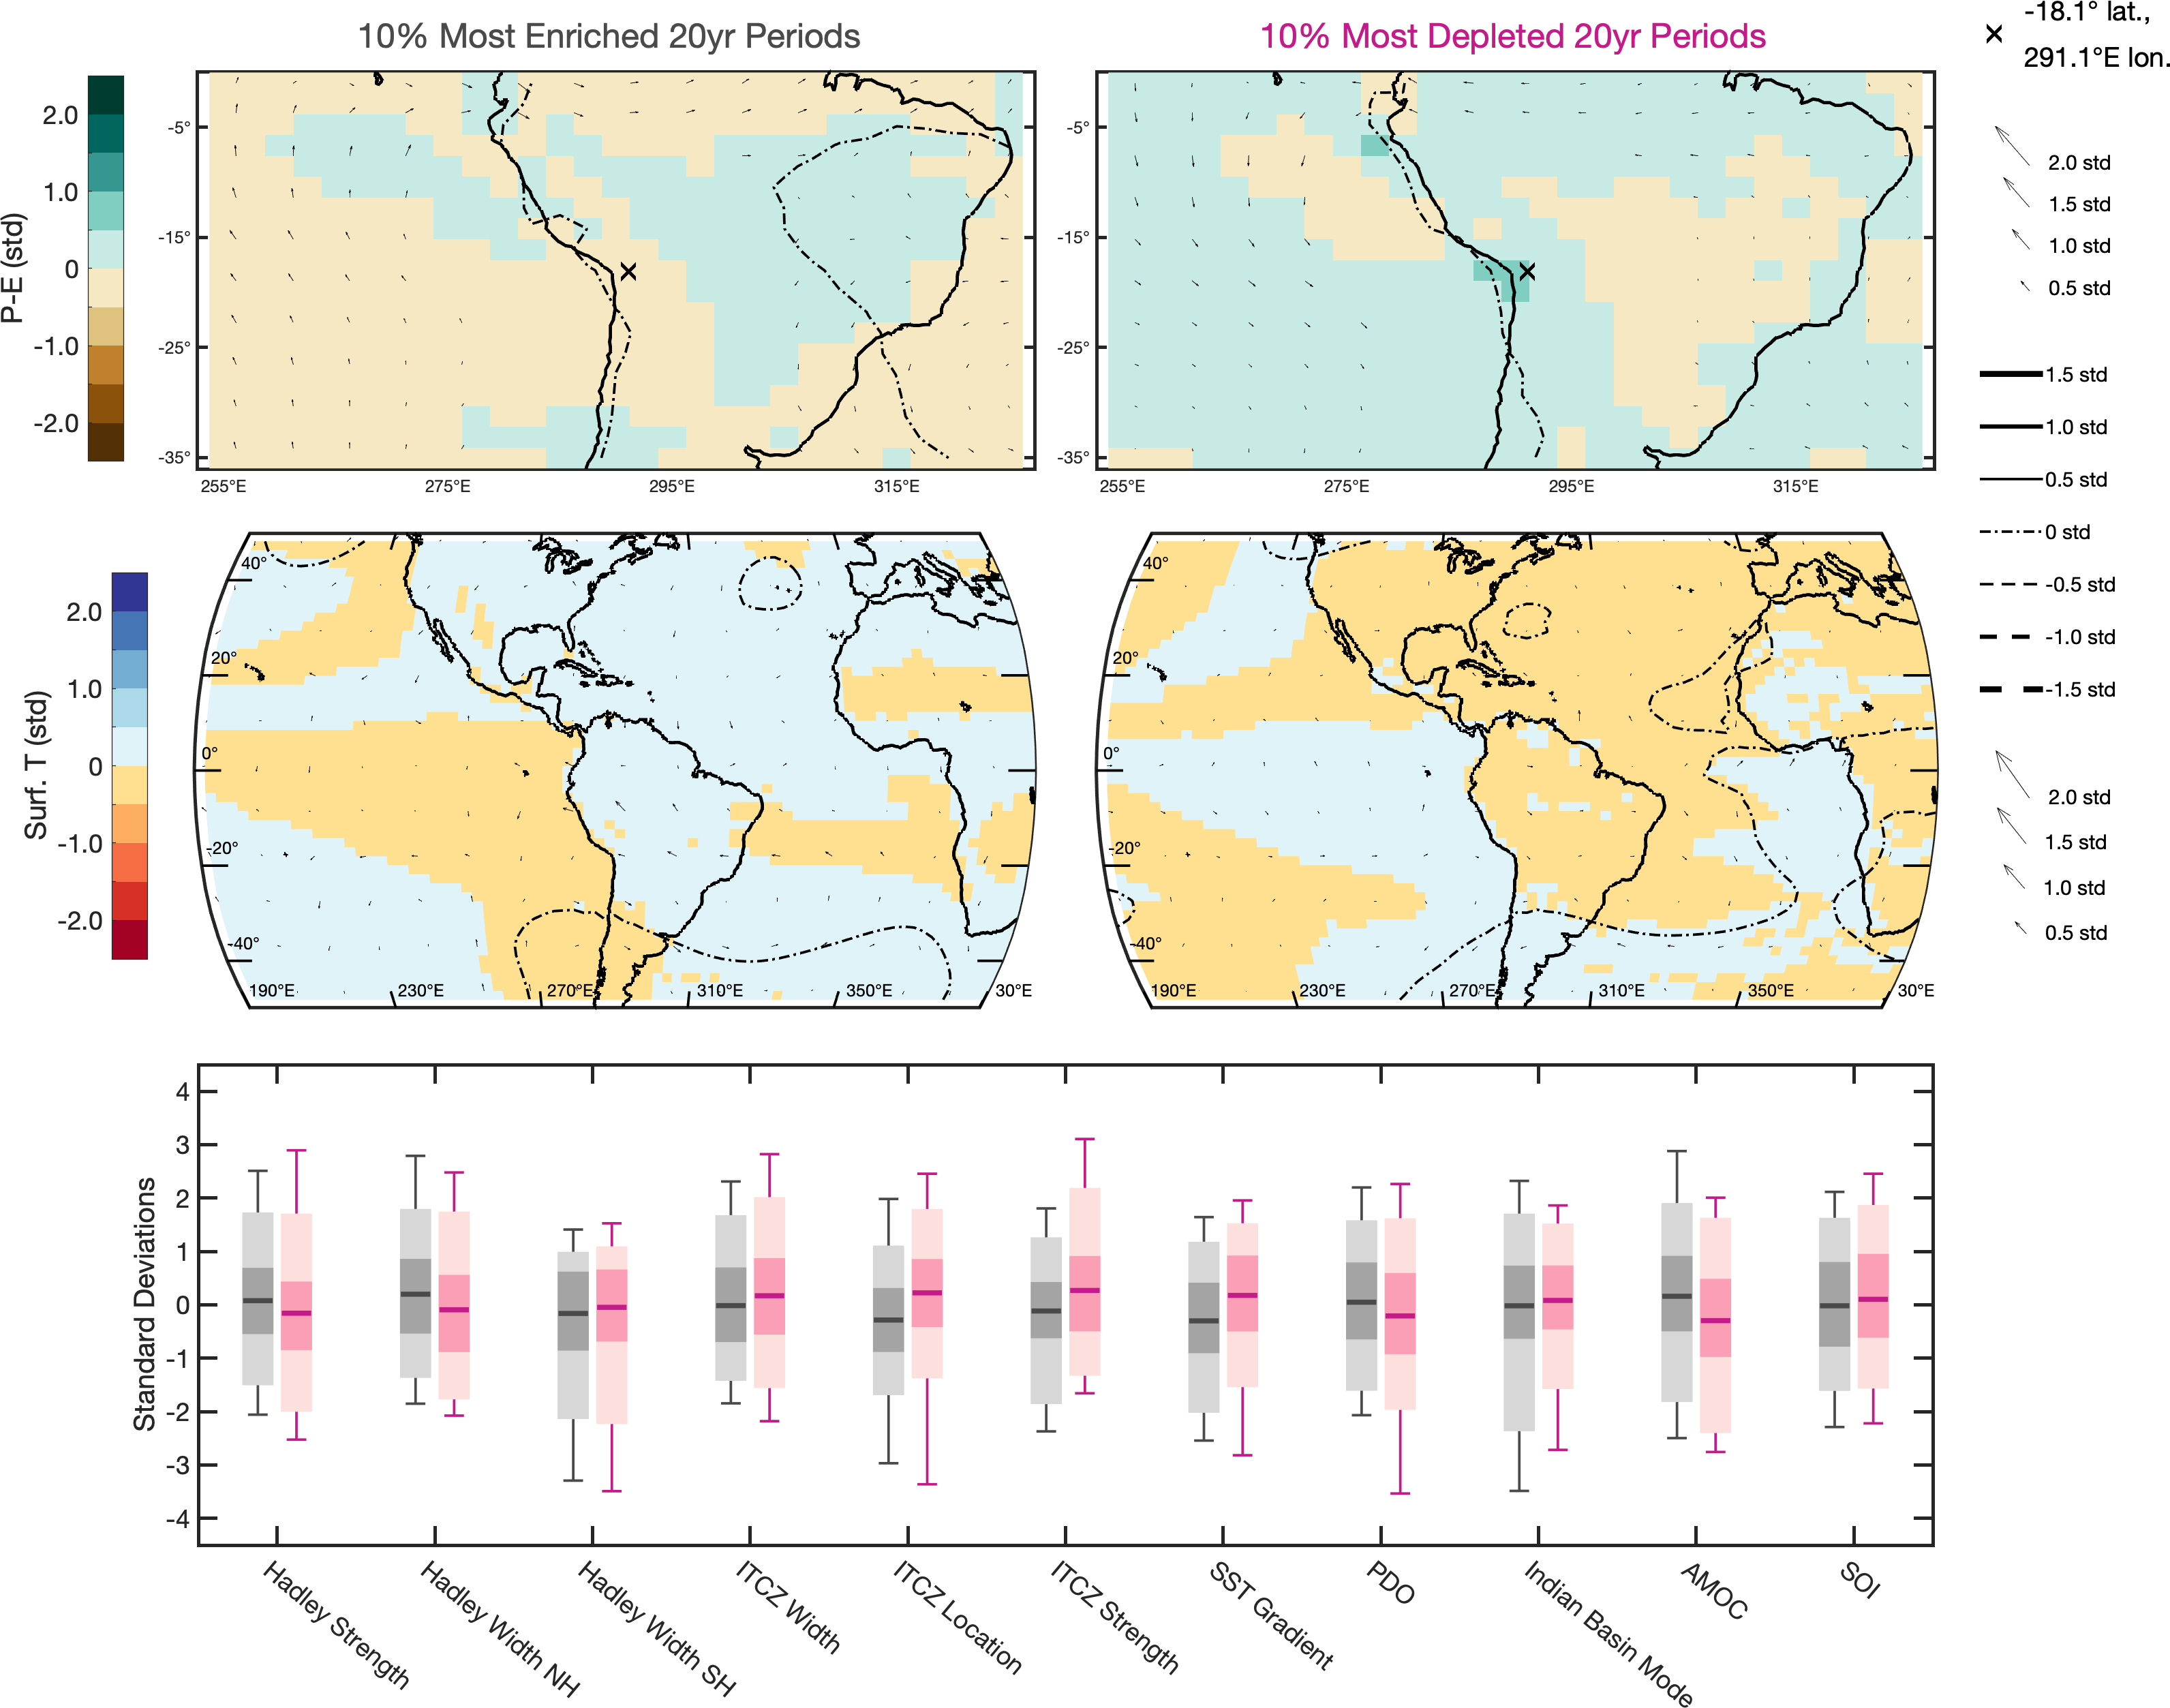 10% Most Enriched 20yr Periods
10% Most Depleted 20yr Periods
-18.1° lat.,
291.1°E lon.
P-E (std)
2.0
1.0
0
-1.0
-2.0
-5°
-15°
-25°
-35°
255°E
275°E
295°E
315°E
-5°
-15°
-25°
-35°
255°E
275°E
295°E
315°E
2.0 std
1.5 std
1.0 std
0.5 std
1.5 std
1.0 std
0.5 std
0 std
-0.5 std
-1.0 std
-1.5 std
Surf. T (std)
2.0
1.0
0
-1.0
-2.0
40°
20°
0°
-20°
-40°
190°E
230°E
270°E
310°E
350°E
30°E
40°
20°
0°
-20°
-40°
190°E
230°E
270°E
310°E
350°E
30°E
2.0 std
1.5 std
1.0 std
0.5 std
Standard Deviations
4
3
2
1
0
-1
-2
-3
-4
Hadley Strength
Hadley Width NH
Hadley Width SH
ITCZ Width
ITCZ Location
ITCZ Strength
SST Gradient
PDO
Indian Basin Mode
AMOC
SOI